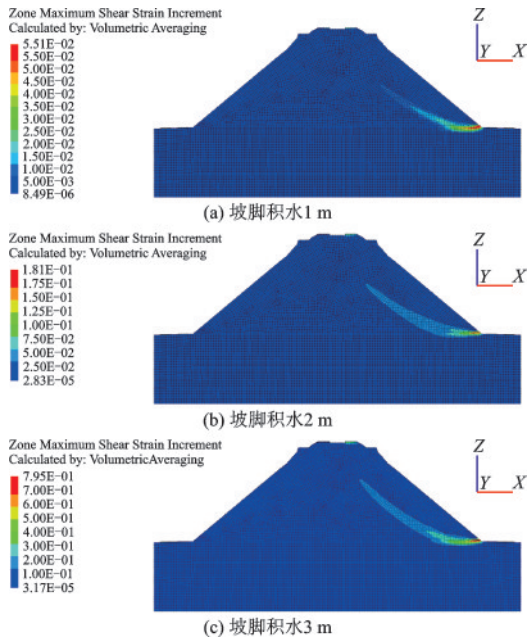 Zone Maximum Shear Strain Increment
Calculated by: Volumetric Averaging
5.51E−02
5.50E−02
5.00E−02
4.50E−02
4.00E−02
3.50E−02
3.00E−02
2.50E−02
2.00E−02
1.50E−02
1.00E−02
5.00E−03
8.49E−06
Z
Y X
(a) 坡脚积水1 m
Zone Maximum Shear Strain Increment
Calculated by: Volumetric Averaging
1.81E−01
1.75E−01
1.50E−01
1.25E−01
1.00E−01
7.50E−02
5.00E−02
2.50E−02
2.83E−05
Z
Y X
(b) 坡脚积水2 m
Zone Maximum Shear Strain Increment
Calculated by: VolumetricAveraging
7.95E−01
7.00E−01
6.00E−01
5.00E−01
4.00E−01
3.00E−01
2.00E−01
1.00E−01
3.17E−05
Z
Y X
(c) 坡脚积水3 m